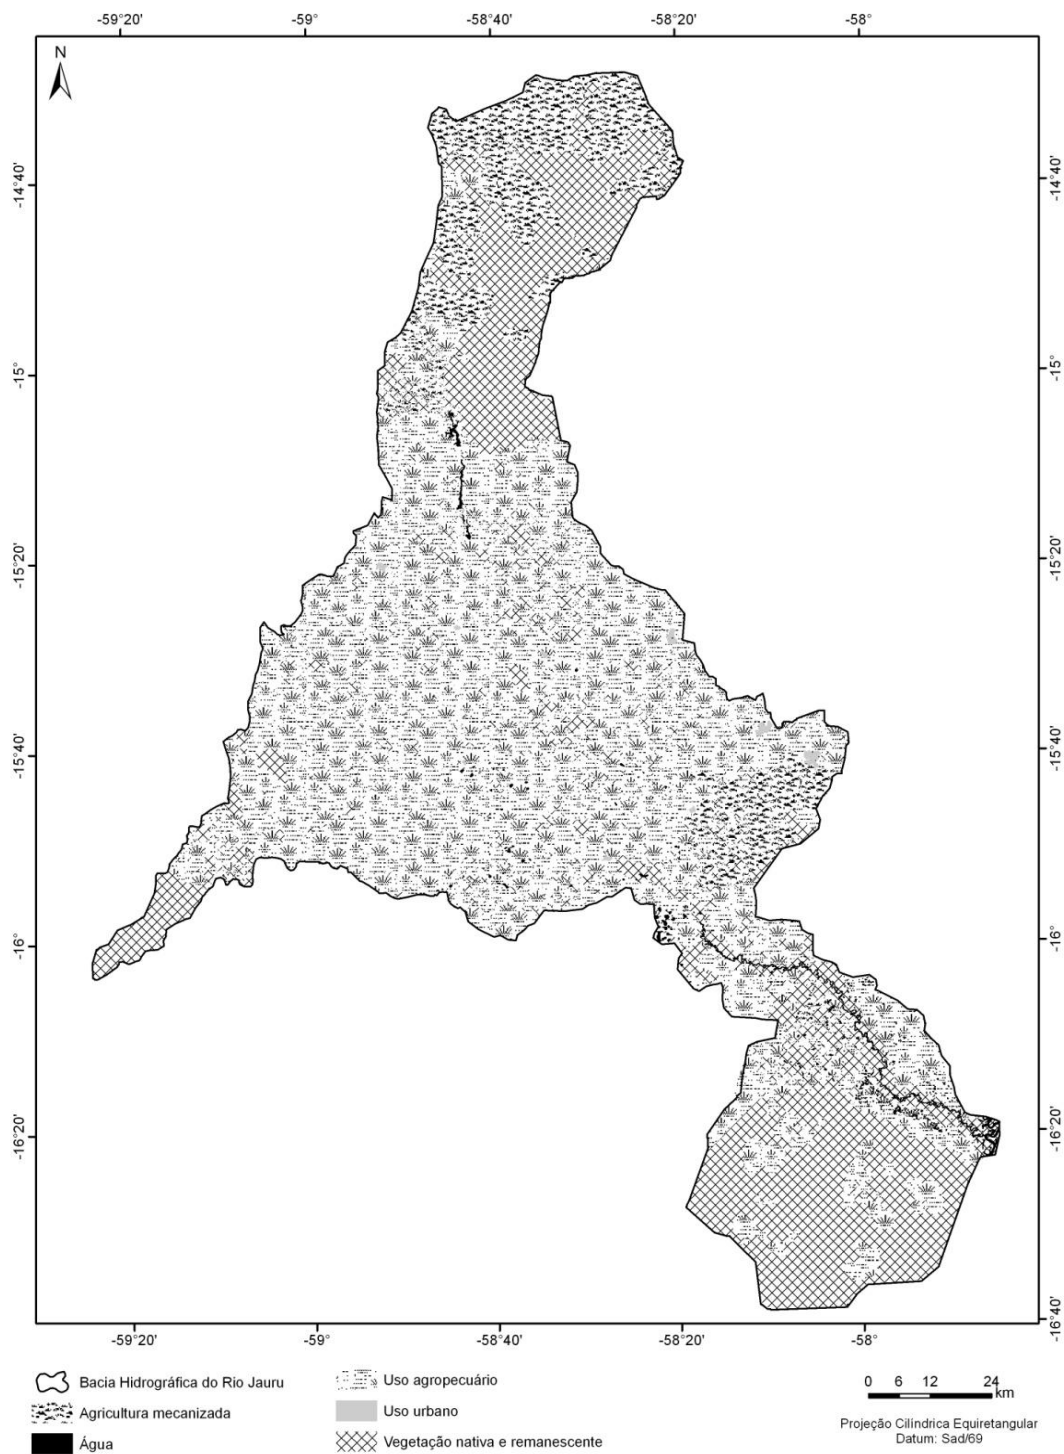 -59°20' -59° -58°40' -58°20' -58°
N
-14°40' -14°40'
-15° -15°
-15°20' -15°20'
-15°40' -15°40'
-16° -16°
-16°20' -16°20'
-16°40'
-59°20' -59° -58°40' -58°20' -58°
Bacia Hidrográfica do Rio Jauru
Agricultura mecanizada
Água
Uso agropecuário
Uso urbano
Vegetação nativa e remanescente
0 6 12 24
km
Projeção Cilíndrica Equiretangular
Datum: Sad/69